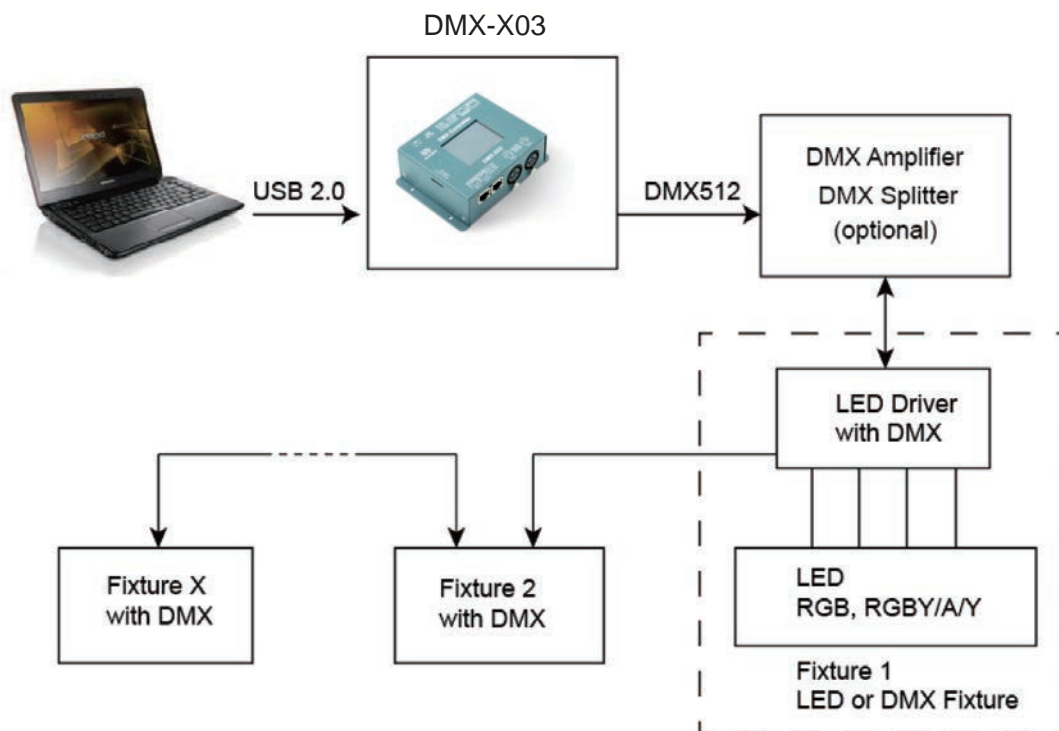 DMX-X03
USB 2.0
DMX512
DMX Amplifier
DMX Splitter
(optional)
LED Driver
with DMX
Fixture X
with DMX
Fixture 2
with DMX
LED
RGB, RGBY/A/Y
Fixture 1
LED or DMX Fixture